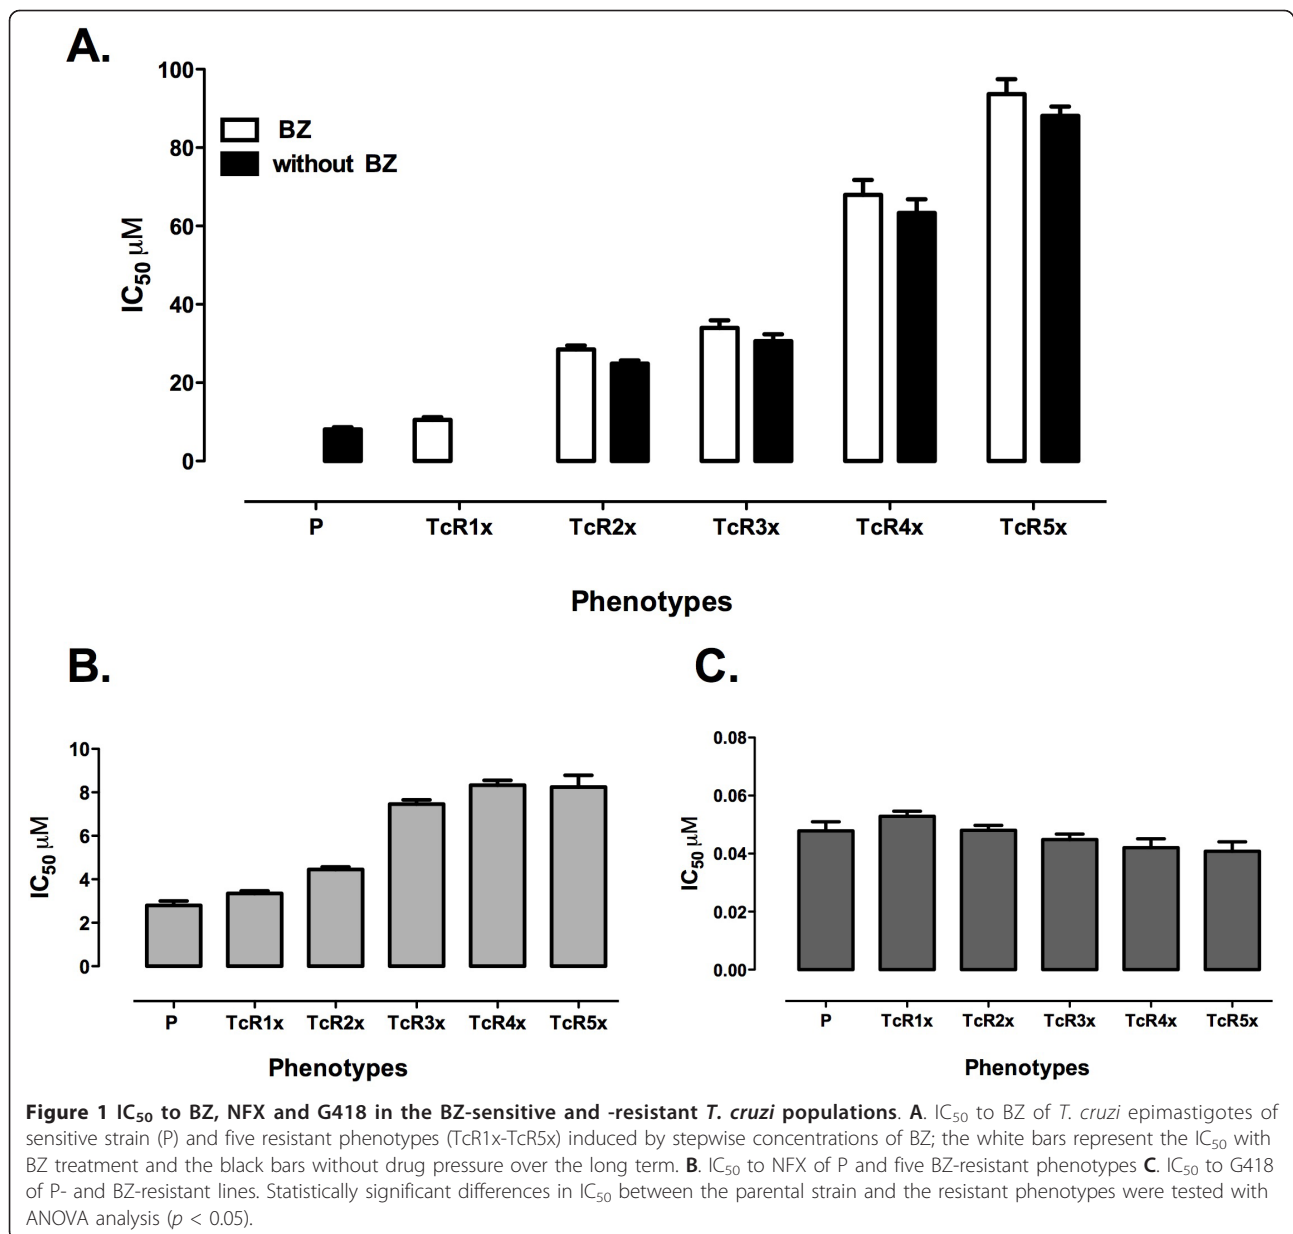 A.
100
80
60
40
20
0
IC50 μM
BZ
without BZ
P TcR1x TcR2x TcR3x TcR4x TcR5x
Phenotypes
B.
10
8
6
4
2
0
IC50 μM
P TcR1x TcR2x TcR3x TcR4x TcR5x
Phenotypes
C.
0.08
0.06
0.04
0.02
0.00
IC50 μM
P TcR1x TcR2x TcR3x TcR4x TcR5x
Phenotypes
Figure 1 IC50 to BZ, NFX and G418 in the BZ-sensitive and -resistant T. cruzi populations. A. IC50 to BZ of T. cruzi epimastigotes of
sensitive strain (P) and five resistant phenotypes (TcR1x-TcR5x) induced by stepwise concentrations of BZ; the white bars represent the IC50 with
BZ treatment and the black bars without drug pressure over the long term. B. IC50 to NFX of P and five BZ-resistant phenotypes C. IC50 to G418
of P- and BZ-resistant lines. Statistically significant differences in IC50 between the parental strain and the resistant phenotypes were tested with
ANOVA analysis (p < 0.05).